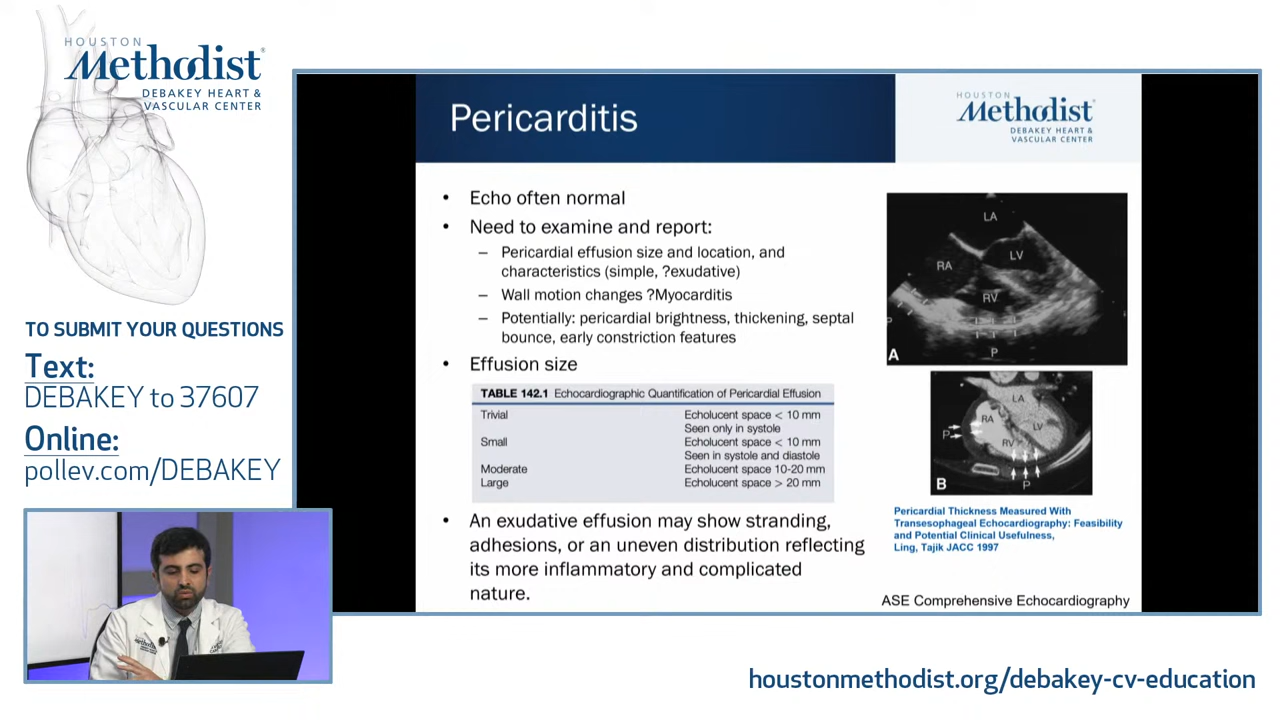 HOUSTON
Methodist
DEBAKEY HEART &
VASCULAR CENTER
TO SUBMIT YOUR QUESTIONS
Text:
DEBAKEY to 37607
Online:
pollev.com/DEBAKEY
Pericarditis
HOUSTON
Methodist
DEBAKEY HEART &
VASCULAR CENTER
• Echo often normal
• Need to examine and report:
– Pericardial effusion size and location, and
characteristics (simple, ?exudative)
– Wall motion changes ?Myocarditis
– Potentially: pericardial brightness, thickening, septal
bounce, early constriction features
• Effusion size
TABLE 142.1 Echocardiographic Quantification of Pericardial Effusion
Trivial Echolucent space < 10 mm
Seen only in systole
Small Echolucent space < 10 mm
Seen in systole and diastole
Moderate Echolucent space 10-20 mm
Large Echolucent space > 20 mm
• An exudative effusion may show stranding,
adhesions, or an uneven distribution reflecting
its more inflammatory and complicated
nature.
LA
LV
RA
RV
P
P
A
LA
RA
LV
P
RV
B
P
Pericardial Thickness Measured With
Transesophageal Echocardiography: Feasibility
and Potential Clinical Usefulness,
Ling, Tajik JACC 1997
ASE Comprehensive Echocardiography
Methodist
houstonmethodist.org/debakey-cv-education